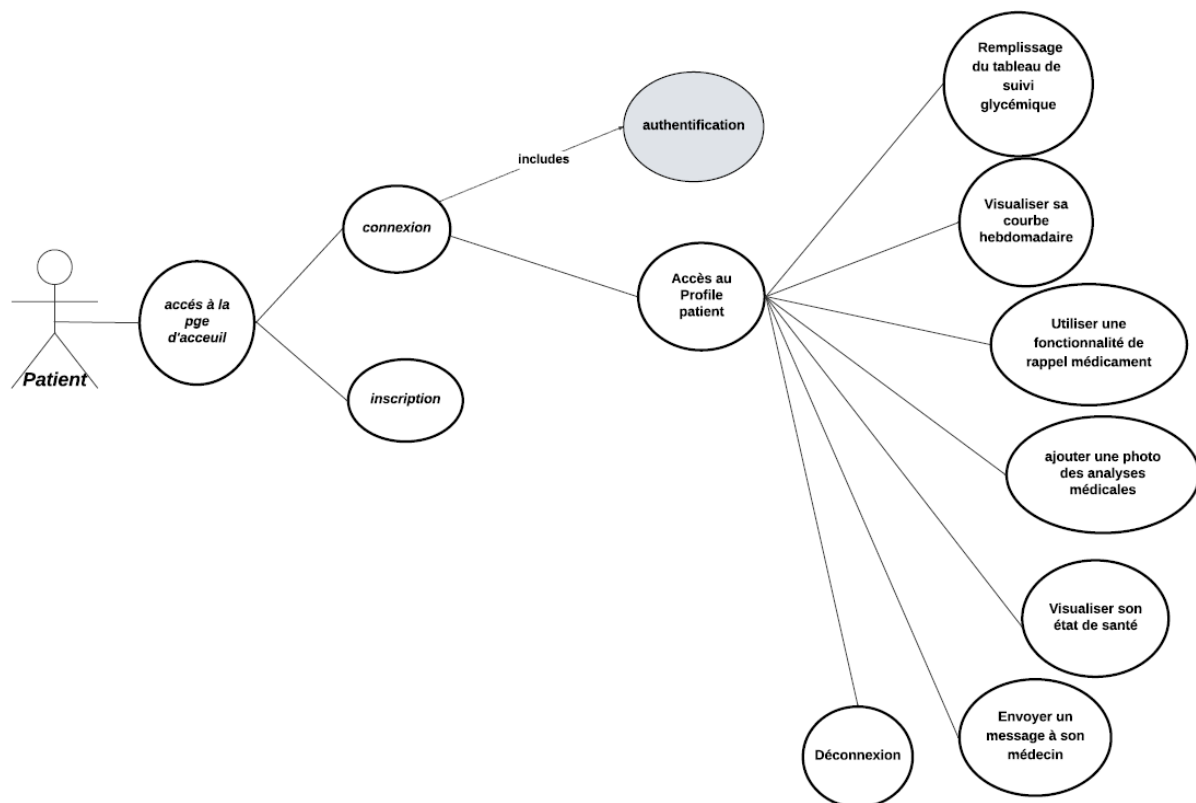 Patient
accés à la
pge
d'acceuil
connexion
includes
authentification
inscription
Accès au
Profile
patient
Remplissage
du tableau de
suivi
glycémique
Visualiser sa
courbe
hebdomadaire
Utiliser une
fonctionnalité de
rappel médicament
ajouter une photo
des analyses
médicales
Visualiser son
état de santé
Envoyer un
message à son
médecin
Déconnexion